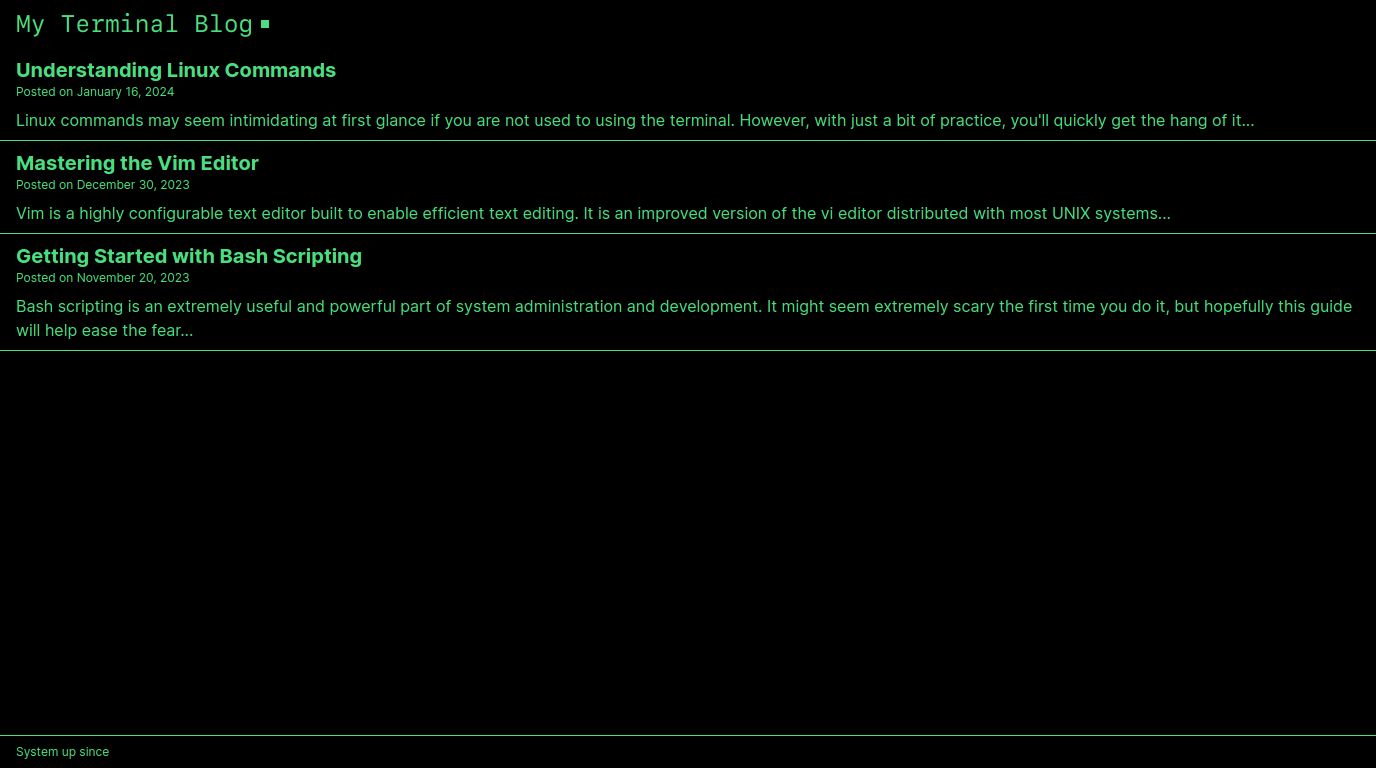 My Terminal Blog
Understanding Linux Commands
Posted on January 16, 2024
Linux commands may seem intimidating at first glance if you are not used to using the terminal. However, with just a bit of practice, you'll quickly get the hang of it...
Mastering the Vim Editor
Posted on December 30, 2023
Vim is a highly configurable text editor built to enable efficient text editing. It is an improved version of the vi editor distributed with most UNIX systems...
Getting Started with Bash Scripting
Posted on November 20, 2023
Bash scripting is an extremely useful and powerful part of system administration and development. It might seem extremely scary the first time you do it, but hopefully this guide
will help ease the fear...
System up since